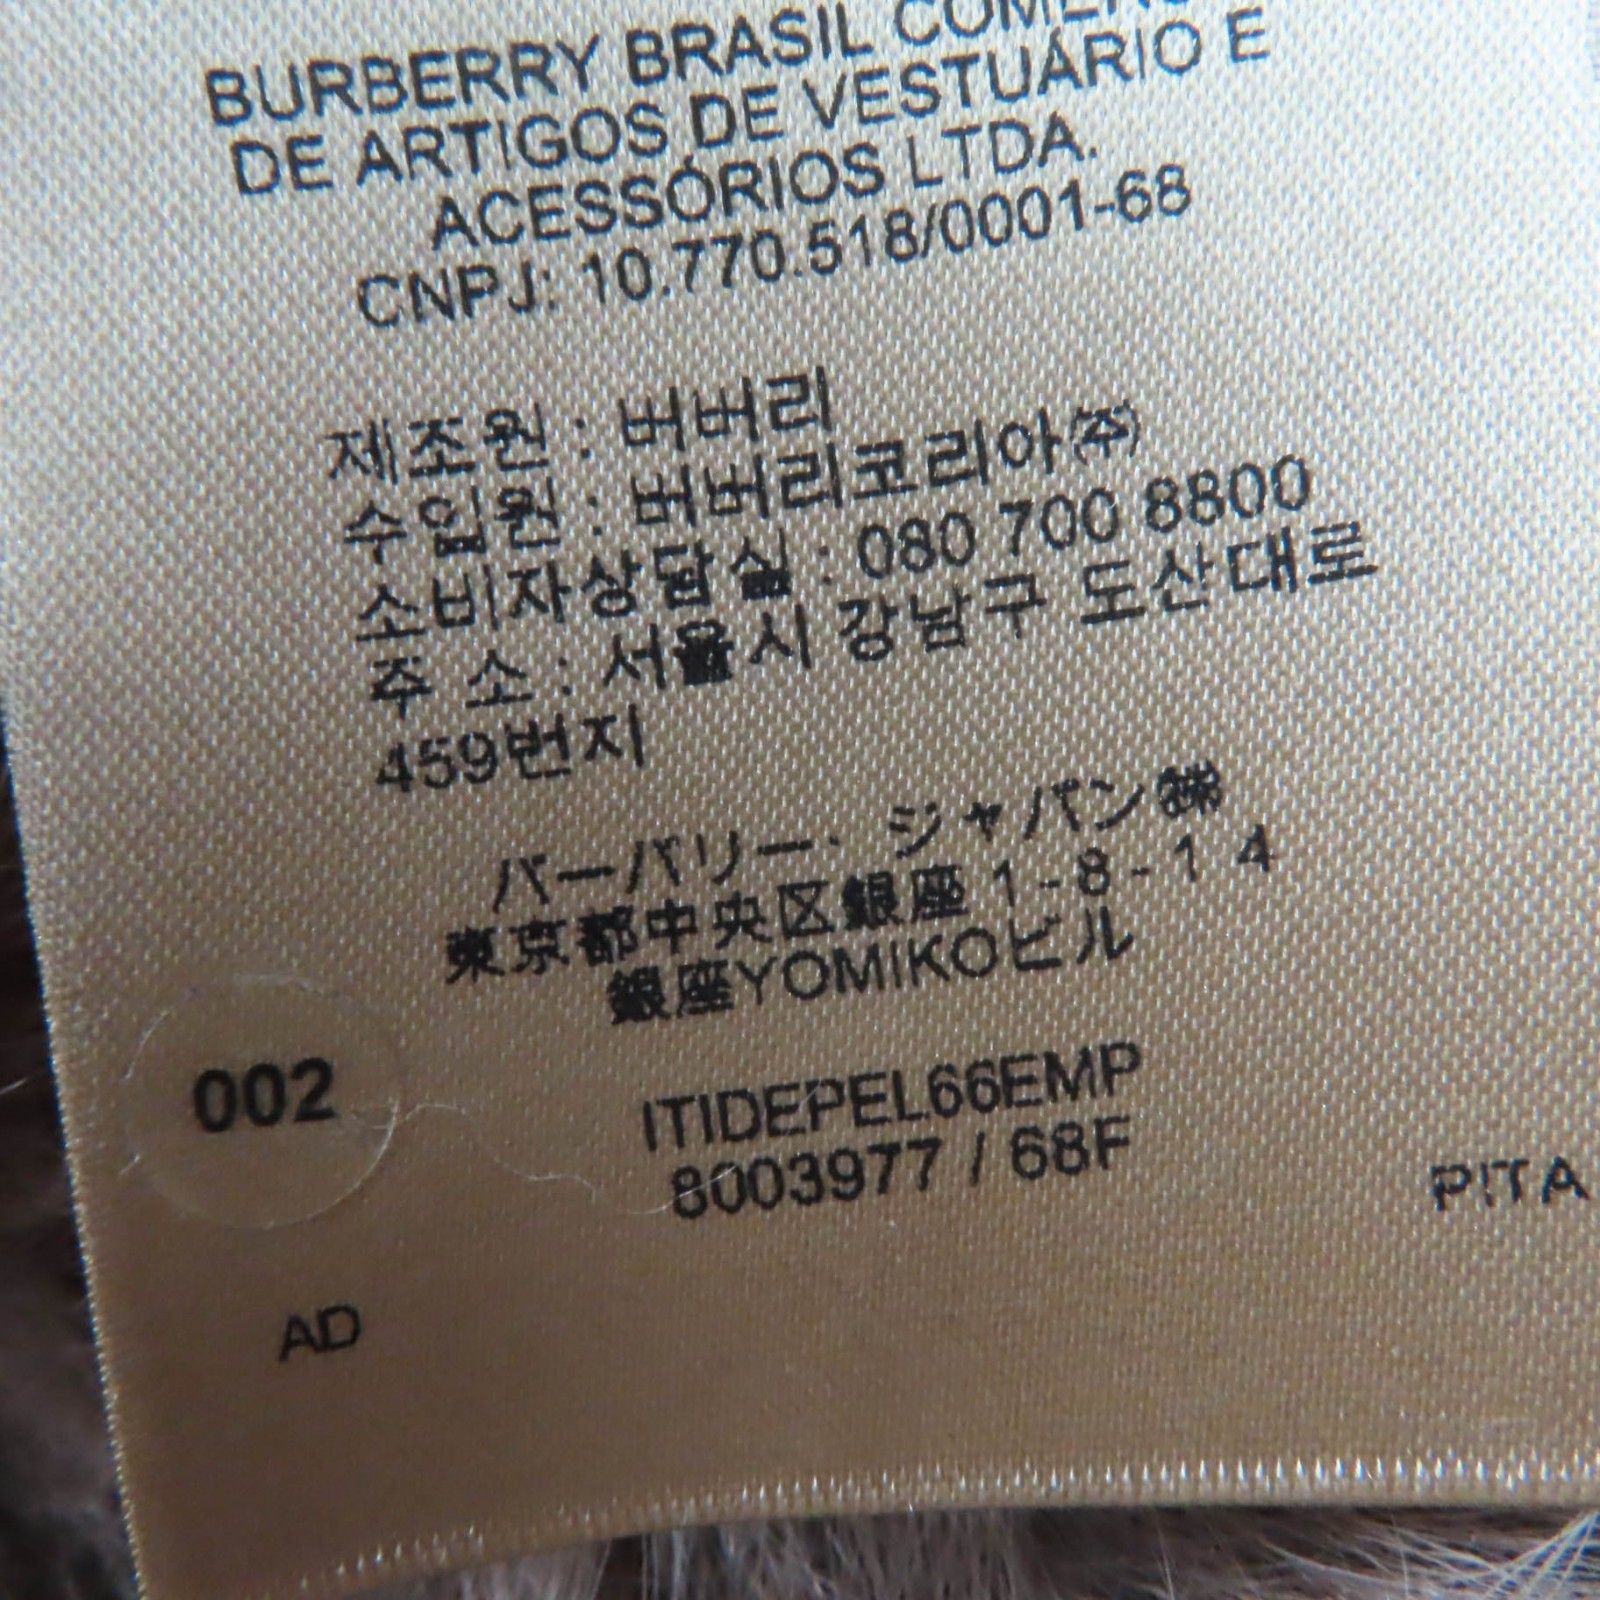 BURBERRY BRASIL
DE ARTIGOS DE VESTUÁRIO E
ACESSÓRIOS LTDA.
CNPJ: 10.770.518/0001-68
제조원 : 버버리
수입원 : 버버리코리아(주)
소비자상담실 : 080 700 8800
주 소 : 서울시 강남구 도산대로
459번지
バーバリー・ジャパン㈱
東京都中央区銀座1-8-14
銀座YOMIKOビル
002
ITIDEPEL66EMP
8003977 / 68F
PITA
AD